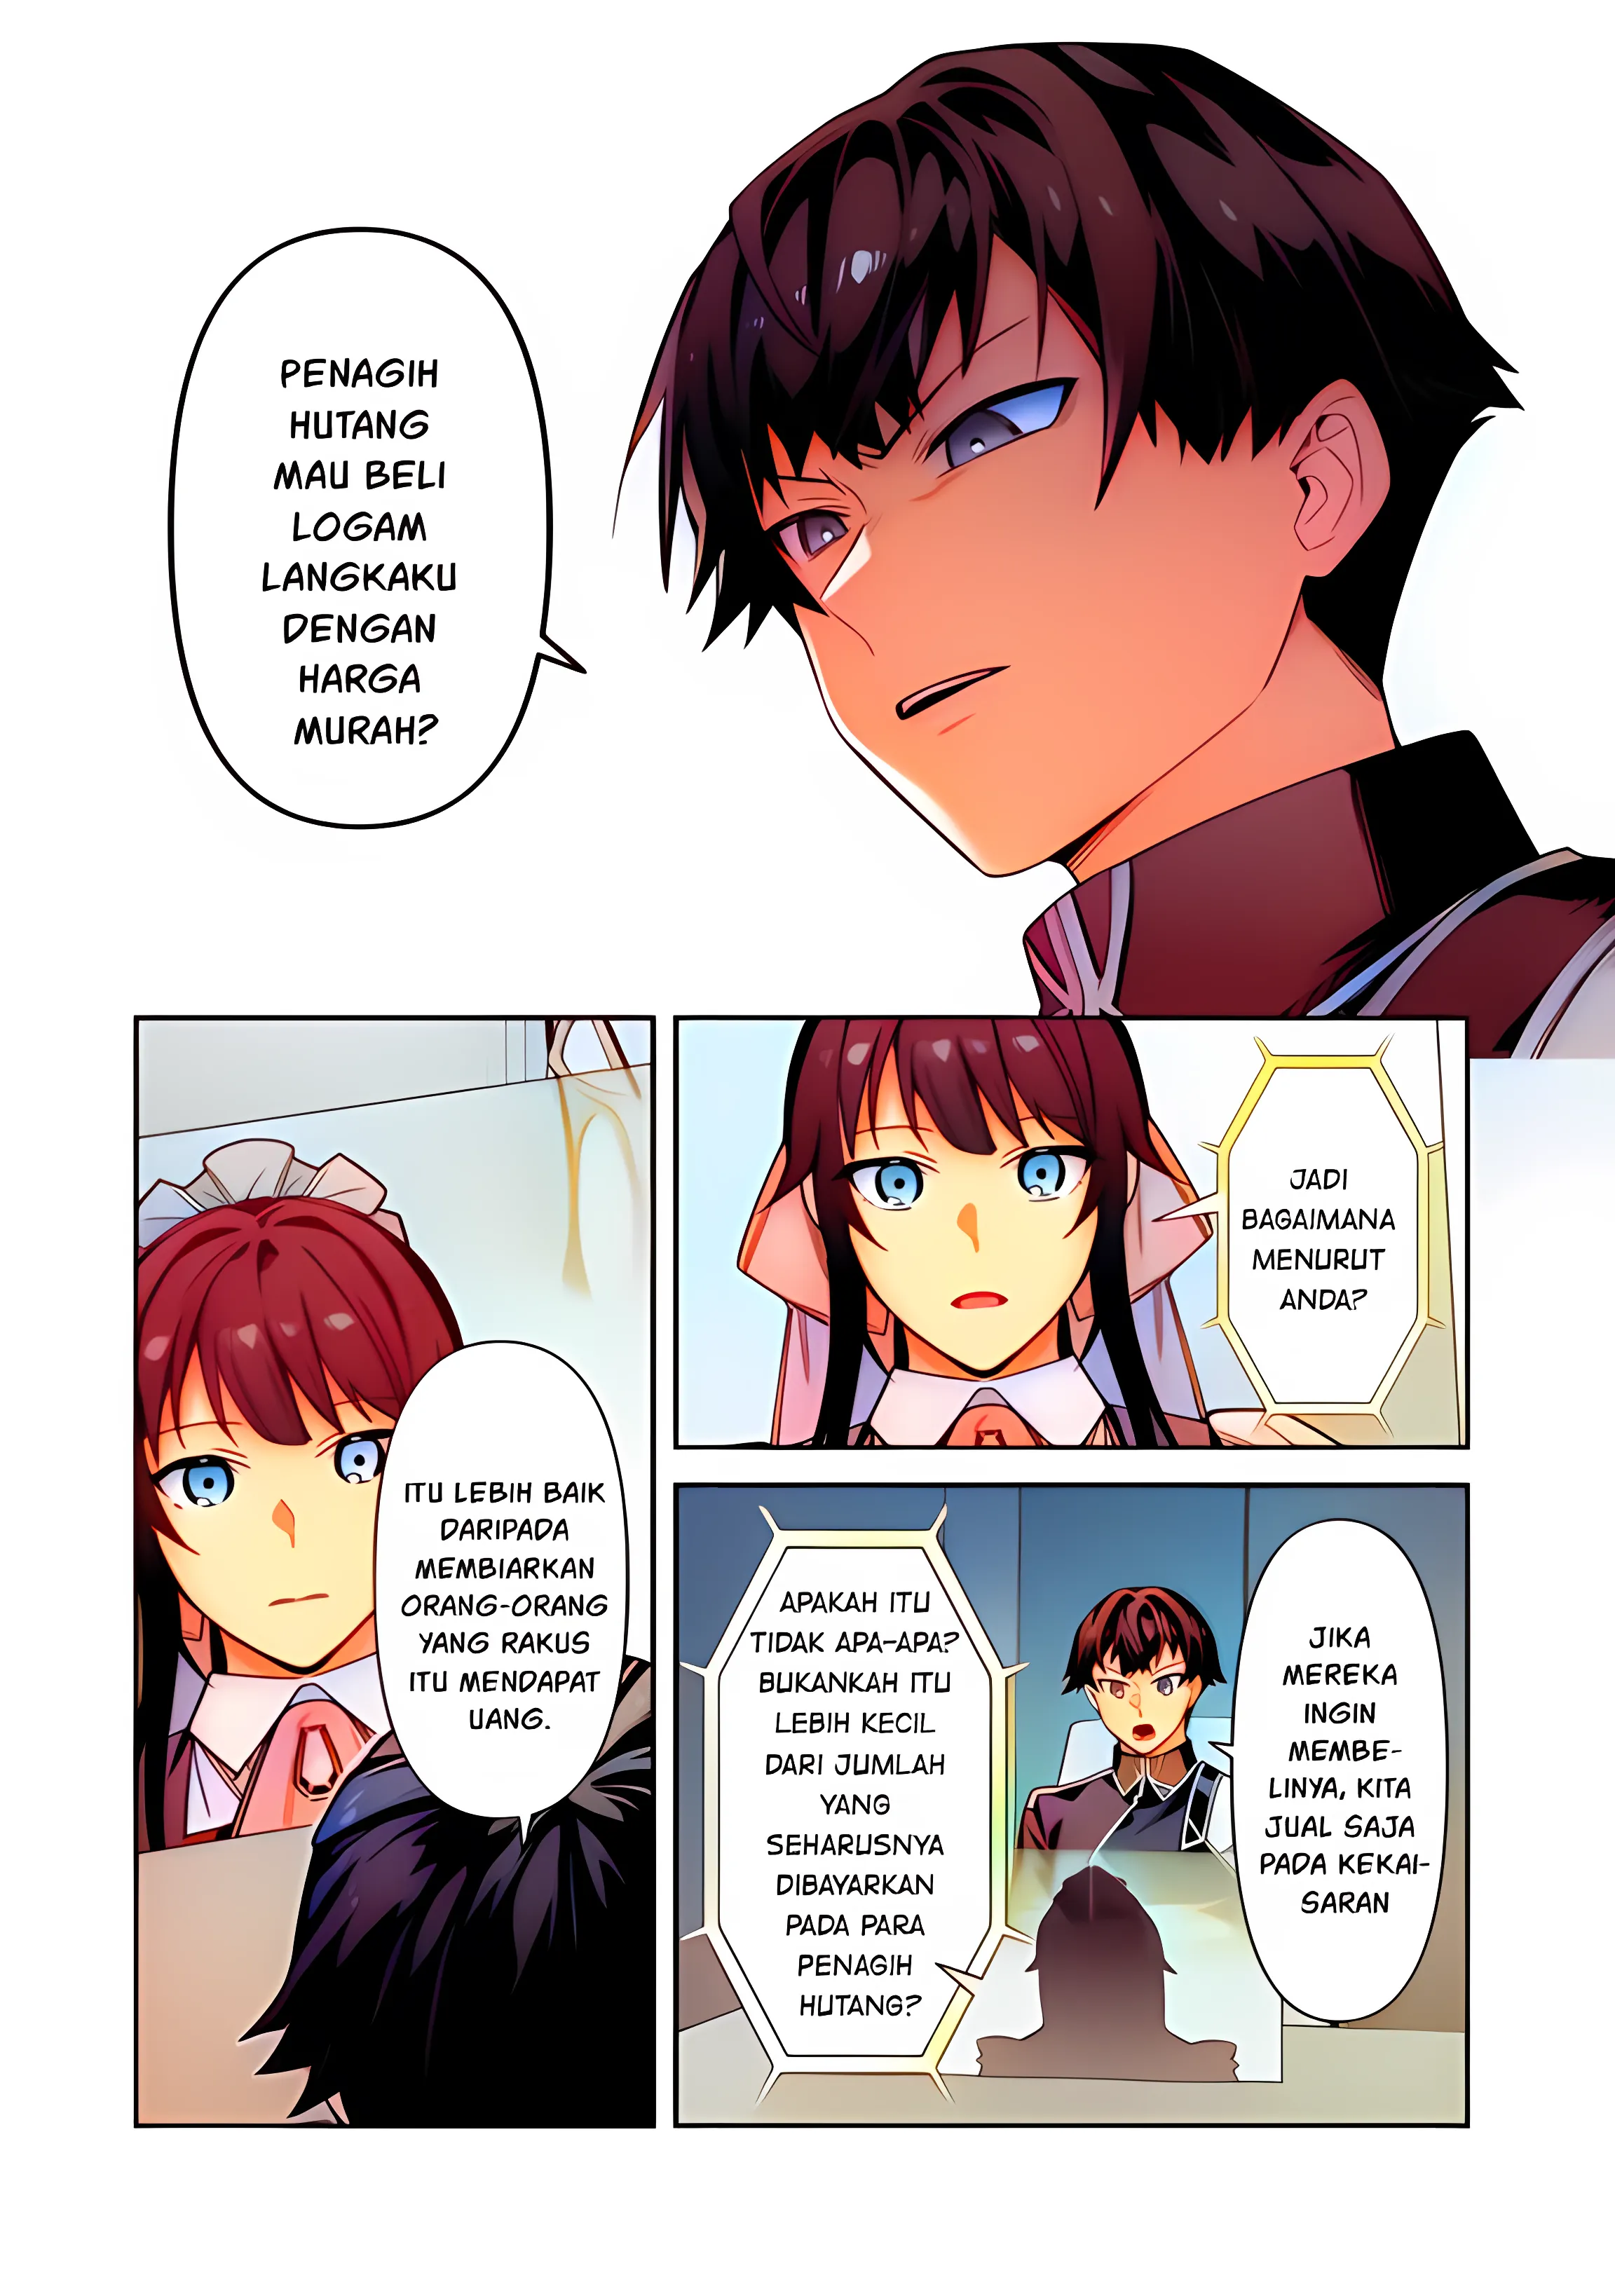 PENAGIH
HUTANG
MAU BELI
LOGAM
LANGKAKU
DENGAN
HARGA
MURAH?
JADI
BAGAIMANA
MENURUT
ANDA?
JIKA
MEREKA
INGIN
MEMBE-
LINYA, KITA
JUAL SAJA
PADA KEKAI-
SARAN
APAKAH ITU
TIDAK APA-APA?
BUKANKAH ITU
LEBIH KECIL
DARI JUMLAH
YANG
SEHARUSNYA
DIBAYARKAN
PADA PARA
PENAGIH
HUTANG?
ITU LEBIH BAIK
DARIPADA
MEMBIARKAN
ORANG-ORANG
YANG RAKUS
ITU MENDAPAT
UANG.